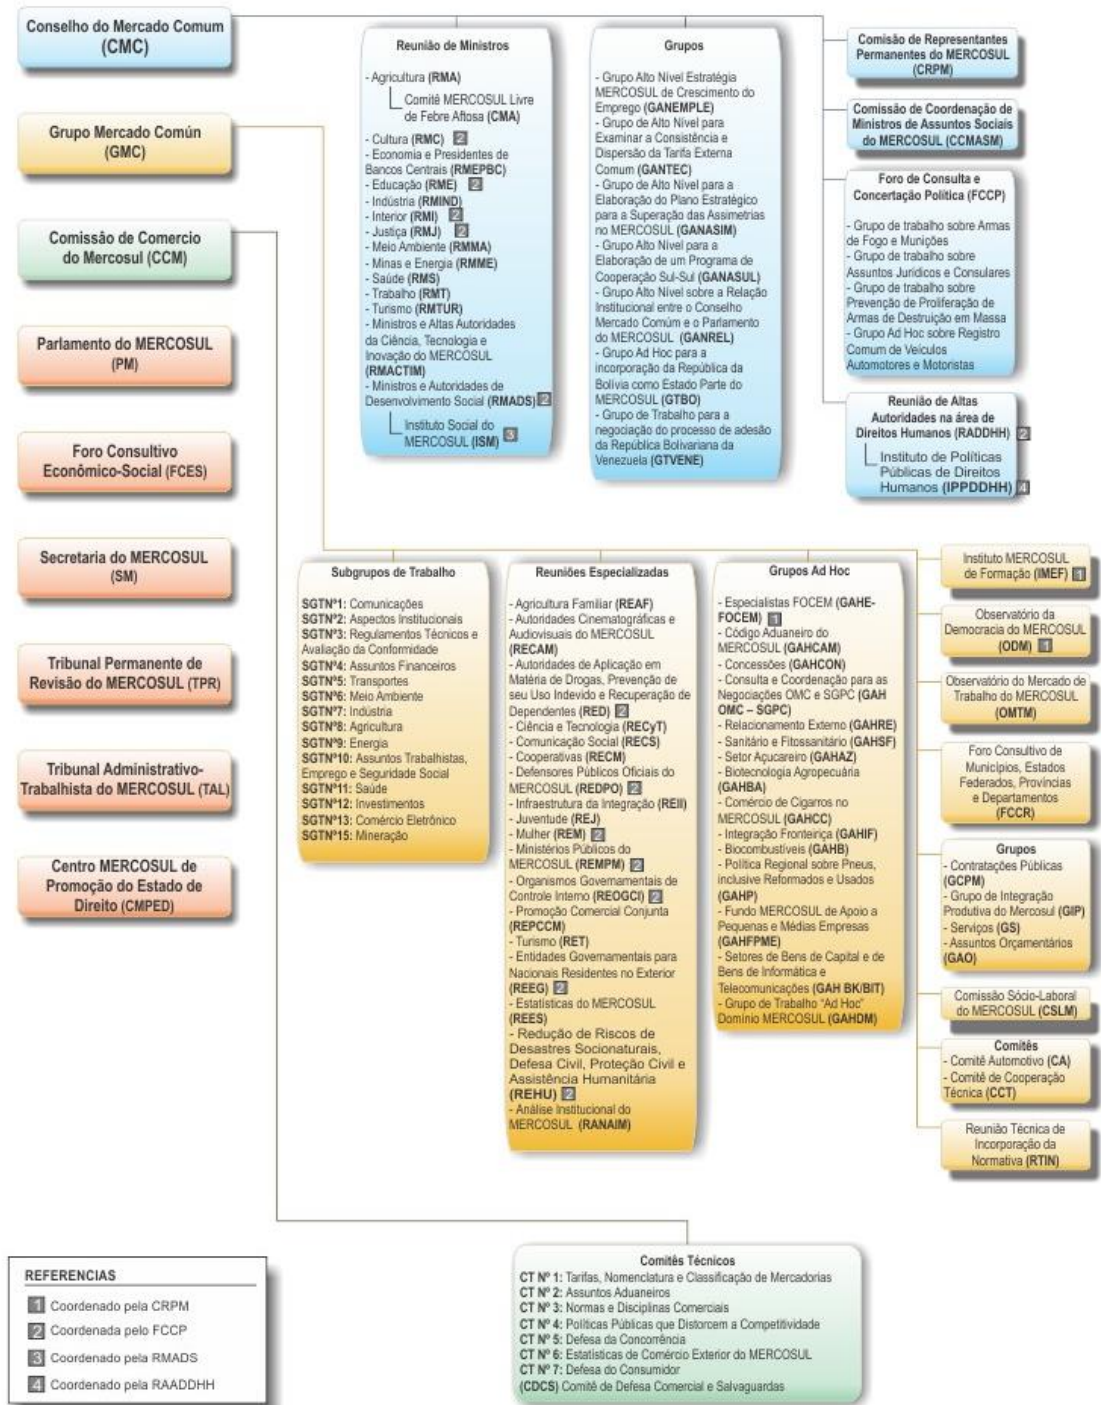 Conselho do Mercado Comum
(CMC)
Grupo Mercado Común
(GMC)
Comissão de Comercio
do Mercosul (CCM)
Parlamento do MERCOSUL
(PM)
Foro Consultivo
Econômico-Social (FCES)
Secretaria do MERCOSUL
(SM)
Tribunal Permanente de
Revisão do MERCOSUL (TPR)
Tribunal Administrativo-
Trabalhista do MERCOSUL (TAL)
Centro MERCOSUL de
Promoção do Estado de
Direito (CMPED)
Reunião de Ministros
- Agricultura (RMA)
Comitê MERCOSUL Livre
de Febre Aftosa (CMA)
- Cultura (RMC) 2
- Economia e Presidentes de
Bancos Centrais (RMEPBC)
- Educação (RME) 2
- Indústria (RMIND)
- Interior (RMI) 2
- Justiça (RMJ) 2
- Meio Ambiente (RMMA)
- Minas e Energia (RMME)
- Saúde (RMS)
- Trabalho (RMT)
- Turismo (RMTUR)
- Ministros e Altas Autoridades
da Ciência, Tecnologia e
Inovação do MERCOSUL
(RMACTIM)
- Ministros e Autoridades de
Desenvolvimento Social (RMADS) 2
Instituto Social do
MERCOSUL (ISM) 3
Grupos
- Grupo Alto Nível Estratégia
MERCOSUL de Crescimento do
Emprego (GANEMPLE)
- Grupo de Alto Nível para
Examinar a Consistência e
Dispersão da Tarifa Externa
Comum (GANTEC)
- Grupo de Alto Nível para a
Elaboração do Plano Estratégico
para a Superação das Assimetrias
no MERCOSUL (GANASIM)
- Grupo Alto Nível para a
Elaboração de um Programa de
Cooperação Sul-Sul (GANASUL)
- Grupo Alto Nível sobre a Relação
Institucional entre o Conselho
Mercado Comúm e o Parlamento
do MERCOSUL (GANREL)
- Grupo Ad Hoc para a
incorporação da República da
Bolivia como Estado Parte do
MERCOSUL (GTBO)
- Grupo de Trabalho para a
negociação do processo de adesão
da República Bolivariana da
Venezuela (GTVENE)
Comisão de Representantes
Permanentes do MERCOSUL
(CRPM)
Comissão de Coordenação de
Ministros de Assuntos Sociais
do MERCOSUL (CCMASM)
Foro de Consulta e
Concertação Política (FCCP)
- Grupo de trabalho sobre Armas
de Fogo e Munições
- Grupo de trabalho sobre
Assuntos Jurídicos e Consulares
- Grupo de trabalho sobre
Prevenção de Proliferação de
Armas de Destruição em Massa
- Grupo Ad Hoc sobre Registro
Comum de Veículos
Automotores e Motoristas
Reunião de Altas
Autoridades na área de
Direitos Humanos (RADDHH) 2
Instituto de Políticas
Públicas de Direitos
Humanos (IPPDDHH) 4
Subgrupos de Trabalho
SGTNº1: Comunicações
SGTNº2: Aspectos Institucionais
SGTNº3: Regulamentos Técnicos e
Avaliação da Conformidade
SGTNº4: Assuntos Financeiros
SGTNº5: Transportes
SGTNº6: Meio Ambiente
SGTNº7: Indústria
SGTNº8: Agricultura
SGTNº9: Energia
SGTNº10: Assuntos Trabalhistas,
Emprego e Seguridade Social
SGTNº11: Saúde
SGTNº12: Investimentos
SGTNº13: Comércio Eletrônico
SGTNº15: Mineração
Reuniões Especializadas
- Agricultura Familiar (REAF)
- Autoridades Cinematográficas e
Audiovisuais do MERCOSUL
(RECAM)
- Autoridades de Aplicação em
Matéria de Drogas, Prevenção de
seu Uso Indevido e Recuperação de
Dependentes (RED) 2
- Ciência e Tecnologia (RECyT)
- Comunicação Social (RECS)
- Cooperativas (RECM)
- Defensores Públicos Oficiais do
MERCOSUL (REDPO) 2
- Infraestrutura da Integração (REII)
- Juventude (REJ)
- Mulher (REM) 2
- Ministérios Públicos do
MERCOSUL (REMPM) 2
- Organismos Governamentais de
Controle Interno (REOGCI) 2
- Promoção Comercial Conjunta
(REPCCM)
- Turismo (RET)
- Entidades Governamentais para
Nacionais Residentes no Exterior
(REEG) 2
- Estatísticas do MERCOSUL
(REES)
- Redução de Riscos de
Desastres Socionaturais,
Defesa Civil, Proteção Civil e
Assistência Humanitária
(REHU) 2
- Análise Institucional do
MERCOSUL (RANAIM)
Grupos Ad Hoc
- Especialistas FOCEM (GAHE-
FOCEM) 1
- Código Aduaneiro do
MERCOSUL (GAHCAM)
- Concessões (GAHCON)
- Consulta e Coordenação para as
Negociações OMC e SGPC (GAH
OMC – SGPC)
- Relacionamento Externo (GAHRE)
- Sanitário e Fitossanitário (GAHSF)
- Setor Açucareiro (GAHAZ)
- Biotecnologia Agropecuária
(GAHBA)
- Comércio de Cigarros no
MERCOSUL (GAHCC)
- Integração Fronteiriça (GAHIF)
- Biocombustíveis (GAHB)
- Política Regional sobre Pneus,
inclusive Reformados e Usados
(GAHP)
- Fundo MERCOSUL de Apoio a
Pequenas e Médias Empresas
(GAHFPME)
- Setores de Bens de Capital e de
Bens de Informática e
Telecomunicações (GAH BK/BIT)
- Grupo de Trabalho "Ad Hoc"
Domínio MERCOSUL (GAHDM)
Instituto MERCOSUL
de Formação (IMEF) 1
Observatório da
Democracia do MERCOSUL
(ODM) 1
Observatório do Mercado de
Trabalho do MERCOSUL
(OMTM)
Foro Consultivo de
Municípios, Estados
Federados, Províncias
e Departamentos
(FCCR)
Grupos
- Contratações Públicas
(GCPM)
- Grupo de Integração
Produtiva do Mercosul (GIP)
- Serviços (GS)
- Assuntos Orçamentários
(GAO)
Comissão Sócio-Laboral
do MERCOSUL (CSLM)
Comitês
- Comitê Automotivo (CA)
- Comitê de Cooperação
Técnica (CCT)
Reunião Técnica de
Incorporação da
Normativa (RTIN)
Comitês Técnicos
CT Nº 1: Tarifas, Nomenclatura e Classificação de Mercadorias
CT Nº 2: Assuntos Aduaneiros
CT Nº 3: Normas e Disciplinas Comerciais
CT Nº 4: Políticas Públicas que Distorcem a Competitividade
CT Nº 5: Defesa da Concorrência
CT Nº 6: Estatísticas de Comércio Exterior do MERCOSUL
CT Nº 7: Defesa do Consumidor
(CDCS) Comitê de Defesa Comercial e Salvaguardas
REFERENCIAS
1 Coordenado pela CRPM
2 Coordenada pelo FCCP
3 Coordenado pela RMADS
4 Coordenado pela RAADDHH